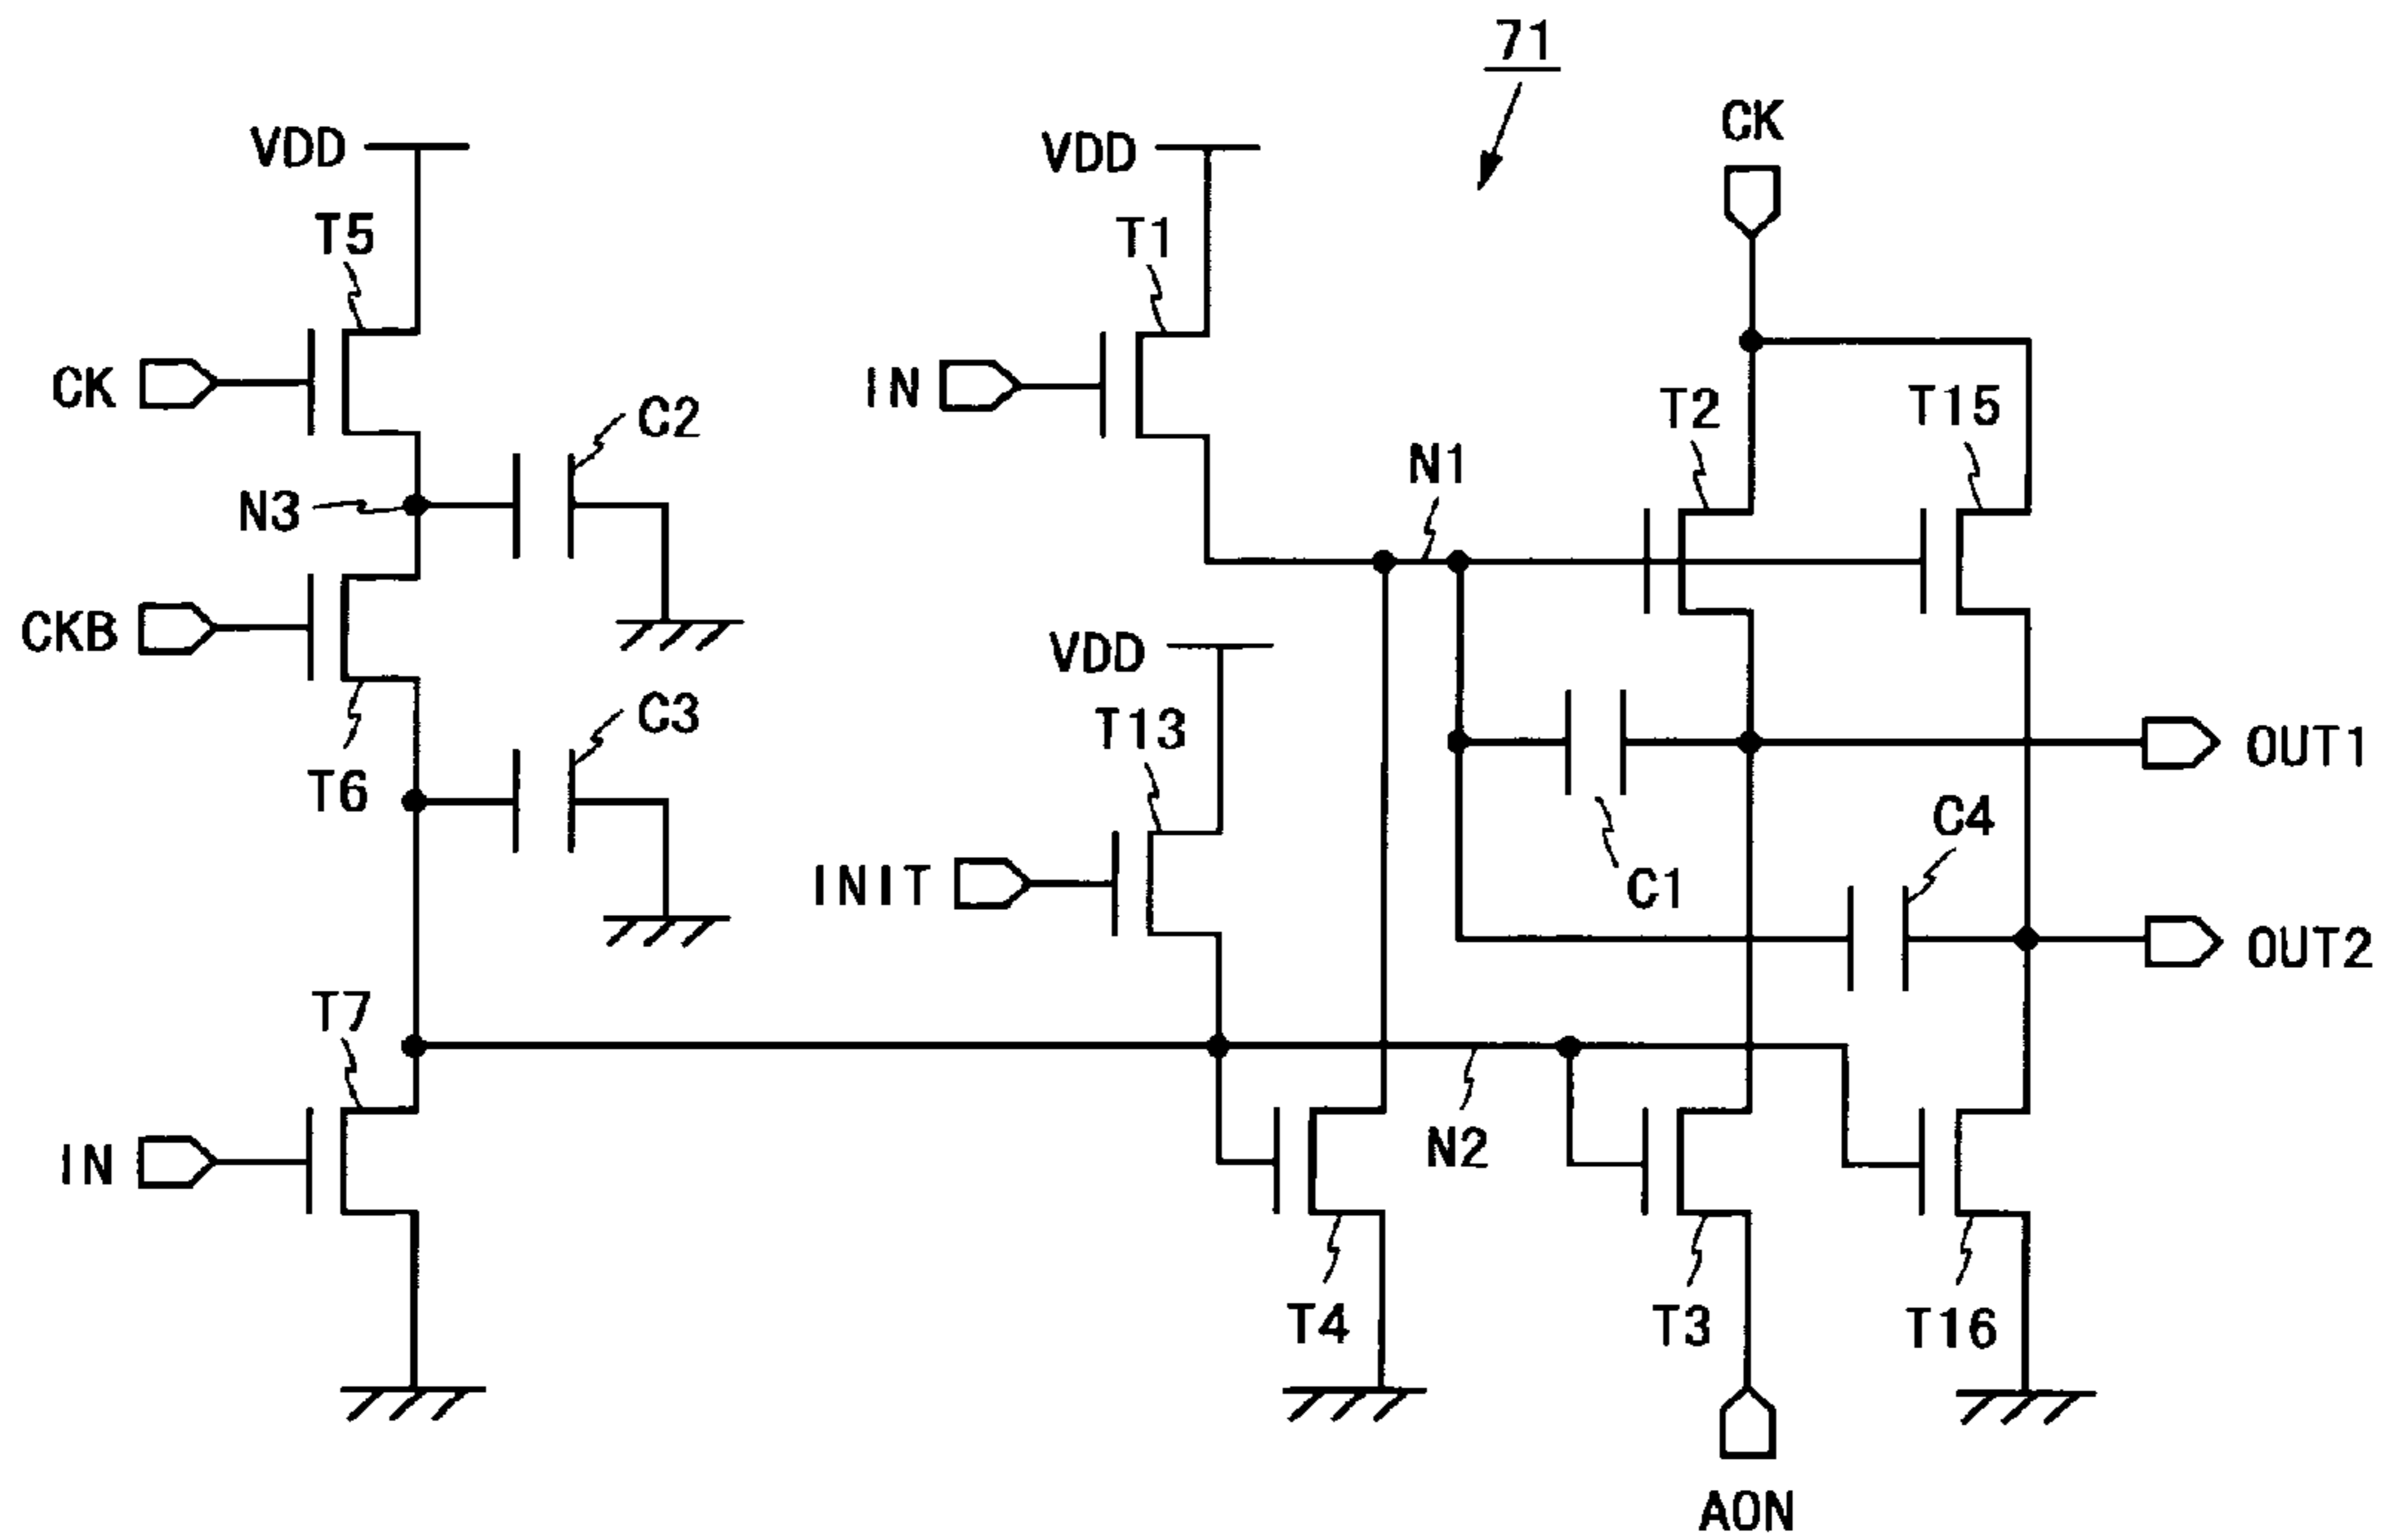 71
CK
VDD
VDD
T5
T1
CK
IN
C2
T2
T15
N3
N1
CKB
VDD
C3
T13
T6
OUT1
C4
INIT
C1
OUT2
T7
IN
N2
T4
T3
T16
AON